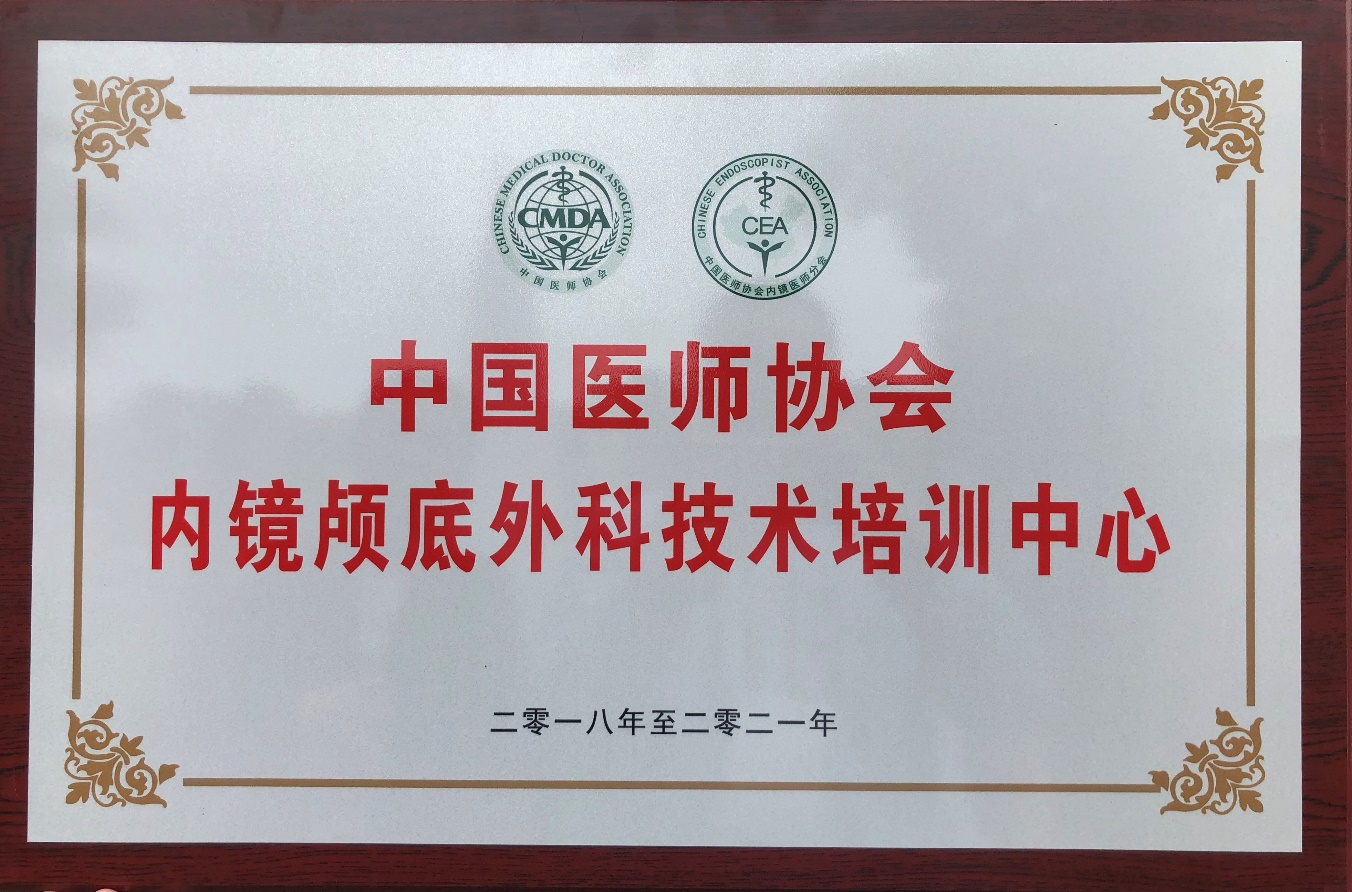 CHINESE MEDICAL DOCTOR ASSOCIATION
CMDA
中国医师协会
CHINESE ENDOSCOPIST ASSOCIATION
CEA
中国医师协会内镜医师分会
中国医师协会
内镜颅底外科技术培训中心
二零一八年至二零二一年